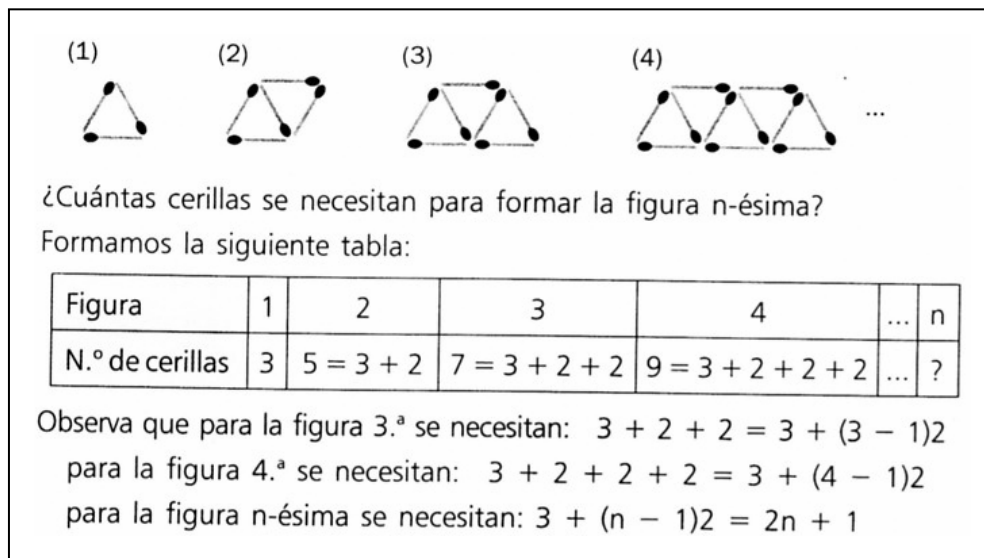 (1) (2) (3) (4)
...
¿Cuántas cerillas se necesitan para formar la figura n-ésima?
Formamos la siguiente tabla:
Figura 1 2 3 4 ... n
N.º de cerillas 3 5 = 3 + 2 7 = 3 + 2 + 2 9 = 3 + 2 + 2 + 2 ... ?
Observa que para la figura 3.ª se necesitan: 3 + 2 + 2 = 3 + (3 − 1)2
para la figura 4.ª se necesitan: 3 + 2 + 2 + 2 = 3 + (4 − 1)2
para la figura n-ésima se necesitan: 3 + (n − 1)2 = 2n + 1